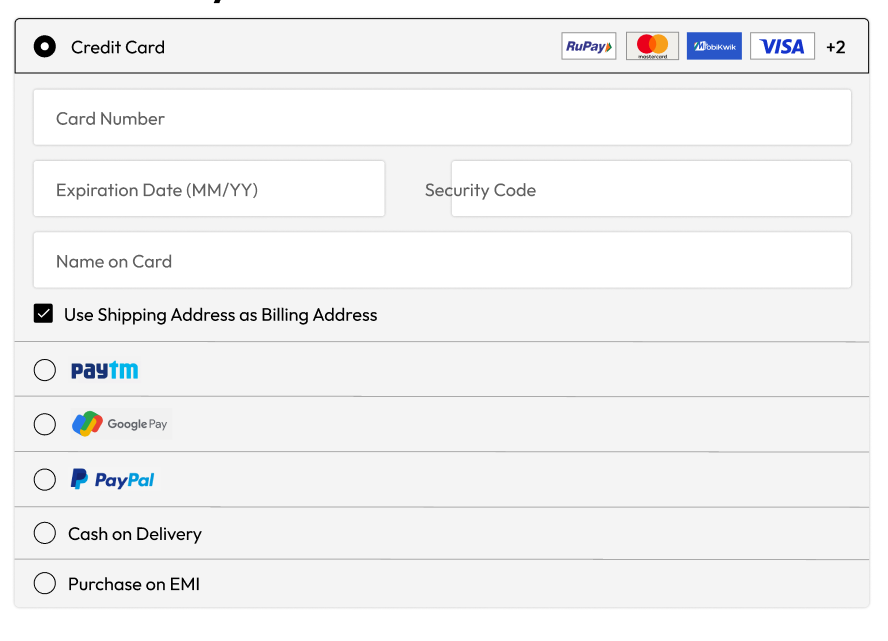 Credit Card RuPay mastercard MobiKwik VISA +2
Card Number
Expiration Date (MM/YY) Security Code
Name on Card
Use Shipping Address as Billing Address
paytm
Google Pay
PayPal
Cash on Delivery
Purchase on EMI